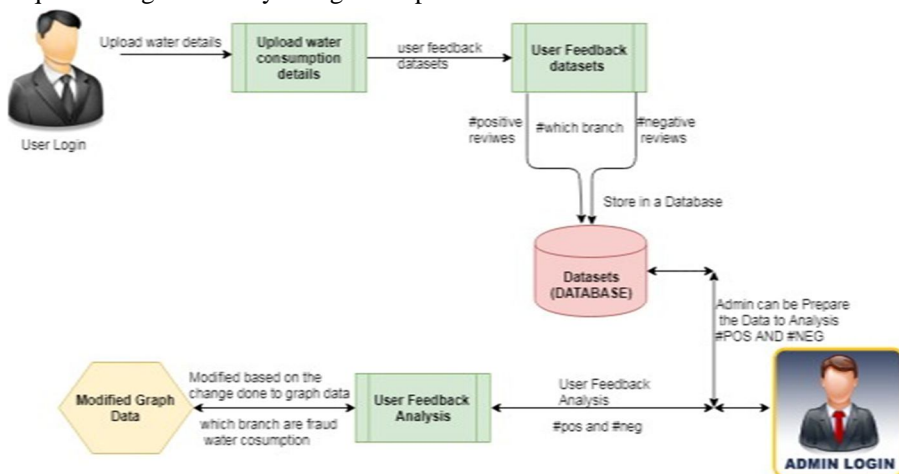 Upload water details
Upload water
consumption
details
user feedback
datasets
User Feedback
datasets
User Login
#positive
reviwes
#which branch
#negative
reviews
Store in a Database
Datasets
(DATABASE)
Admin can be Prepare
the Data to Analysis
#POS AND #NEG
Modified Graph
Data
Modified based on the
change done to graph data
which branch are fraud
water cosumption
User Feedback
Analysis
User Feedback
Analysis
#pos and #neg
ADMIN LOGIN